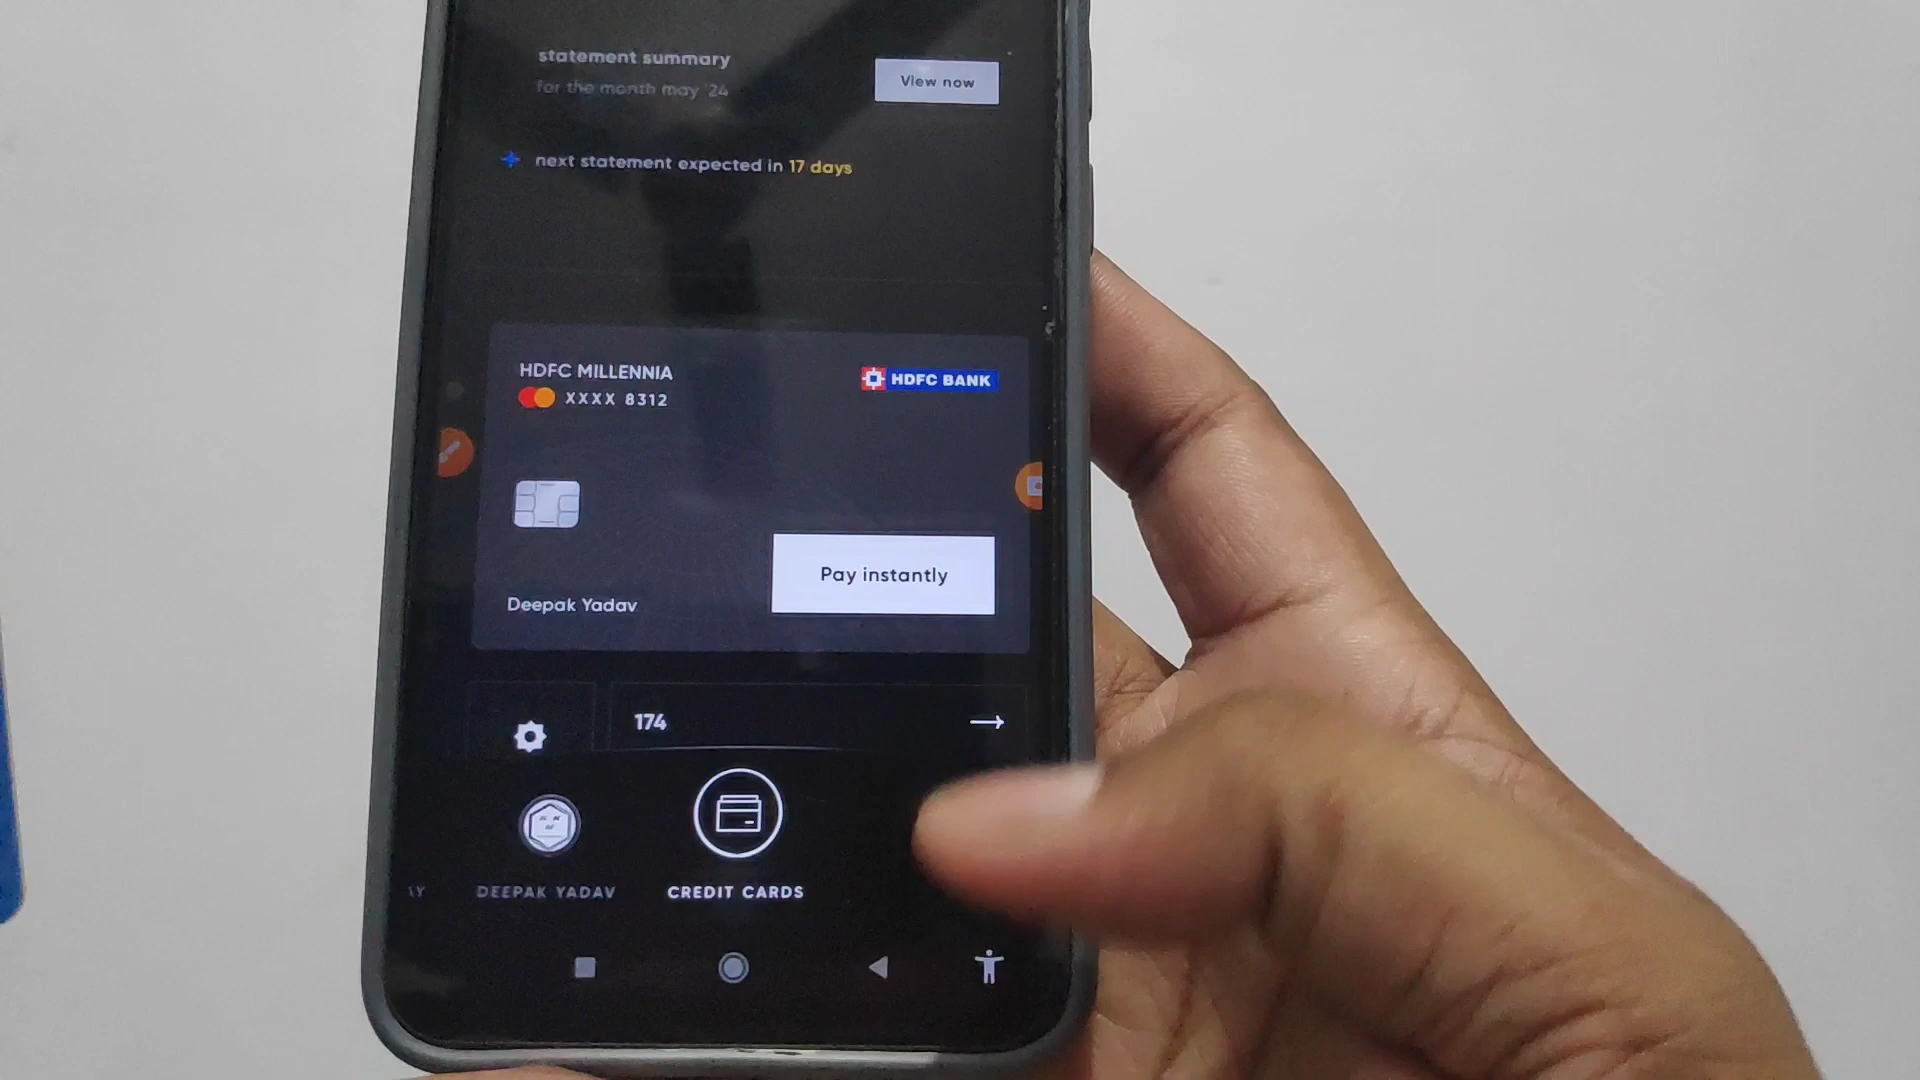 statement summary
for the month may '24
View now
next statement expected in 17 days
HDFC MILLENNIA
HDFC BANK
XXXX 8312
Pay instantly
Deepak Yadav
174
DEEPAK YADAV
CREDIT CARDS